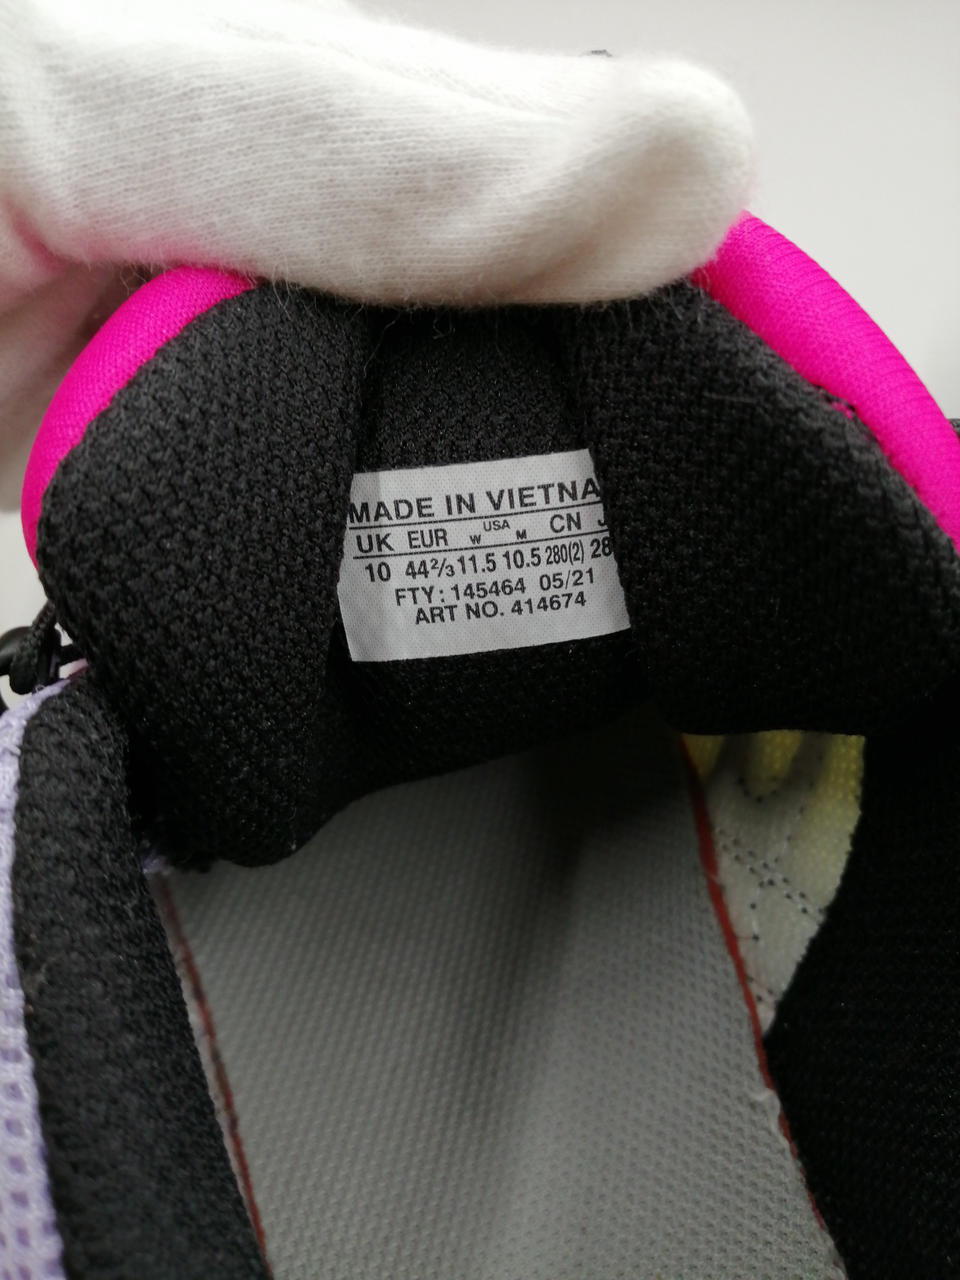 MADE IN VIETNA
UK EUR W USA M CN J
10 44⅔ 11.5 10.5 280(2) 28
FTY: 145464 05/21
ART NO. 414674